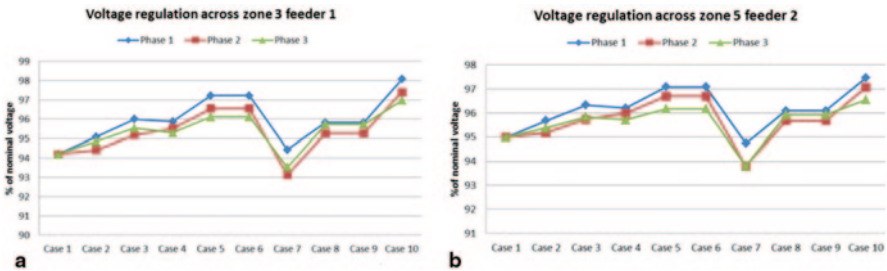 Voltage regulation across zone 3 feeder 1
Phase 1 Phase 2 Phase 3
% of nominal voltage
99
98
97
96
95
94
93
92
91
90
Case 1 Case 2 Case 3 Case 4 Case 5 Case 6 Case 7 Case 8 Case 9 Case 10
a
Voltage regulation across zone 5 feeder 2
Phase 1 Phase 2 Phase 3
%of nominal voltage
98
97
96
95
94
93
92
91
Case 1 Case 2 Case 3 Case 4 Case 5 Case 6 Case 7 Case 8 Case 9 Case 10
b